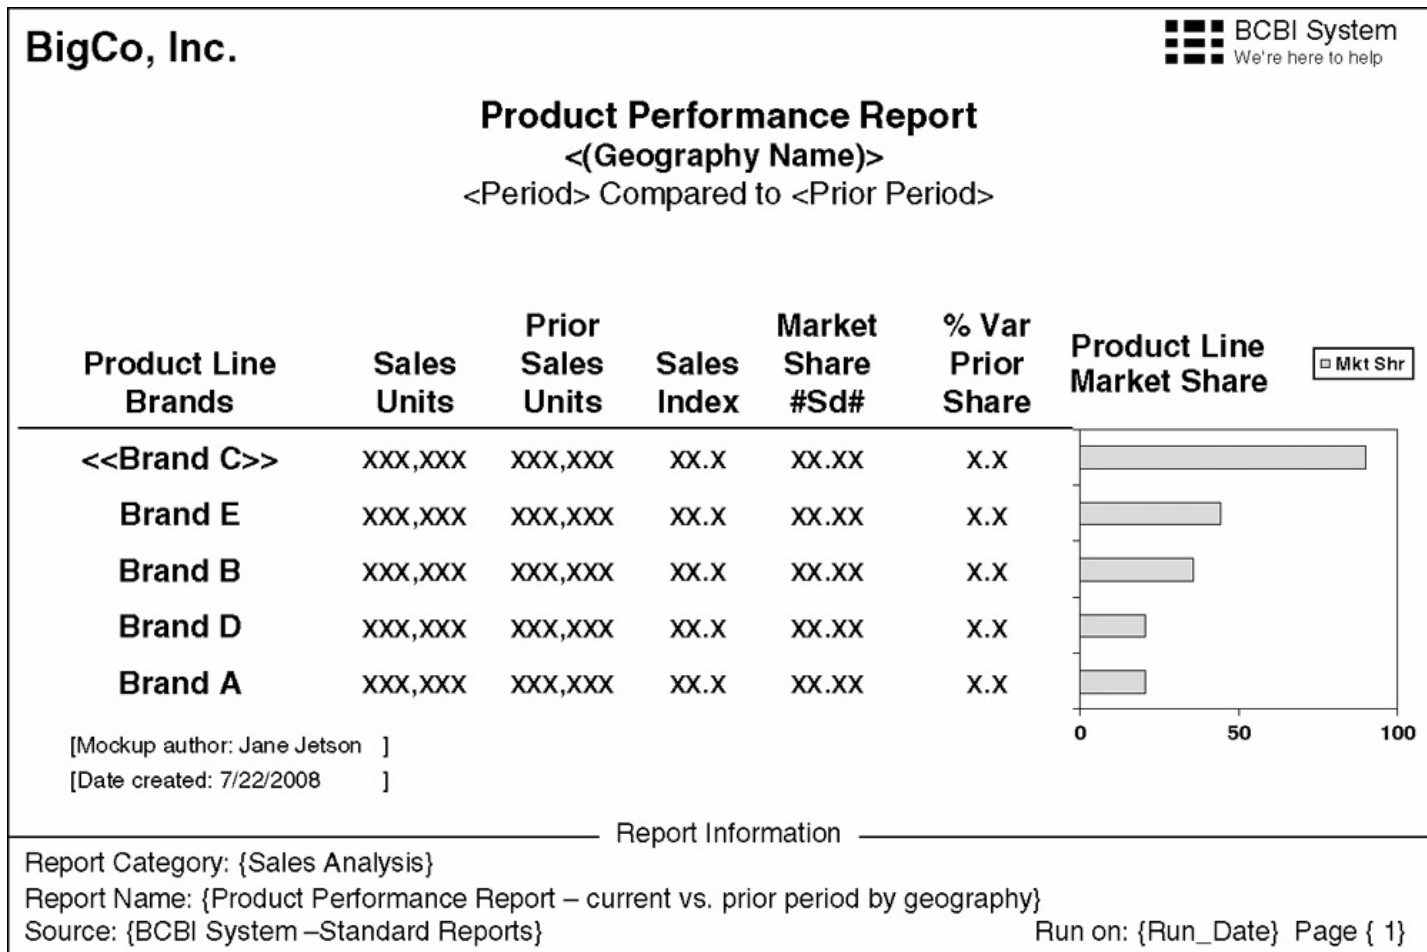 BigCo, Inc.
BCBI System
We're here to help
Product Performance Report
<(Geography Name)>
<Period> Compared to <Prior Period>
Product Line Brands
Sales Units
Prior Sales Units
Sales Index
Market Share #Sd#
% Var Prior Share
Product Line Market Share
Mkt Shr
<<Brand C>> XXX,XXX XXX,XXX XX.X XX.XX X.X
Brand E XXX,XXX XXX,XXX XX.X XX.XX X.X
Brand B XXX,XXX XXX,XXX XX.X XX.XX X.X
Brand D XXX,XXX XXX,XXX XX.X XX.XX X.X
Brand A XXX,XXX XXX,XXX XX.X XX.XX X.X
0 50 100
[Mockup author: Jane Jetson ]
[Date created: 7/22/2008 ]
Report Information
Report Category: {Sales Analysis}
Report Name: {Product Performance Report – current vs. prior period by geography}
Source: {BCBI System –Standard Reports} Run on: {Run_Date} Page { 1}